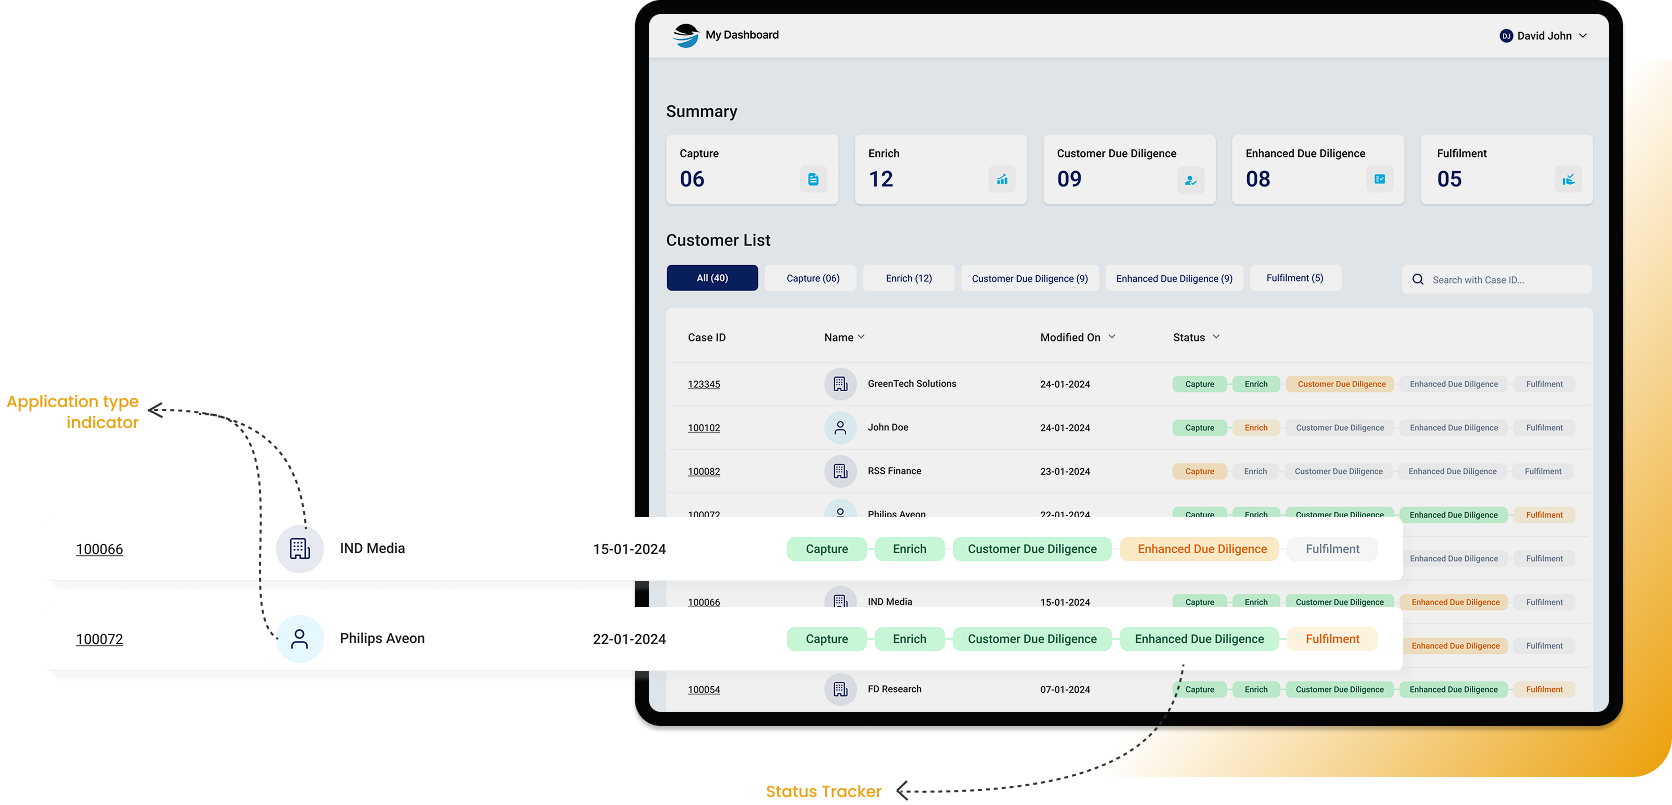 My Dashboard
DJ David John
Summary
Capture
06
Enrich
12
Customer Due Diligence
09
Enhanced Due Diligence
08
Fulfilment
05
Customer List
All (40) Capture (06) Enrich (12) Customer Due Diligence (9) Enhanced Due Diligence (9) Fulfilment (5) Search with Case ID...
Case ID Name Modified On Status
123345 GreenTech Solutions 24-01-2024 Capture Enrich Customer Due Diligence Enhanced Due Diligence Fulfilment
100102 John Doe 24-01-2024 Capture Enrich Customer Due Diligence Enhanced Due Diligence Fulfilment
100082 RSS Finance 23-01-2024 Capture Enrich Customer Due Diligence Enhanced Due Diligence Fulfilment
100072 Philips Aveon 22-01-2024 Capture Enrich Customer Due Diligence Enhanced Due Diligence Fulfilment
Application type
indicator
100066 IND Media 15-01-2024 Capture Enrich Customer Due Diligence Enhanced Due Diligence Fulfilment
Enhanced Due Diligence Fulfilment
100066 IND Media 15-01-2024 Capture Enrich Customer Due Diligence Enhanced Due Diligence Fulfilment
100072 Philips Aveon 22-01-2024 Capture Enrich Customer Due Diligence Enhanced Due Diligence Fulfilment
Enhanced Due Diligence Fulfilment
100054 FD Research 07-01-2024 Capture Enrich Customer Due Diligence Enhanced Due Diligence Fulfilment
Status Tracker